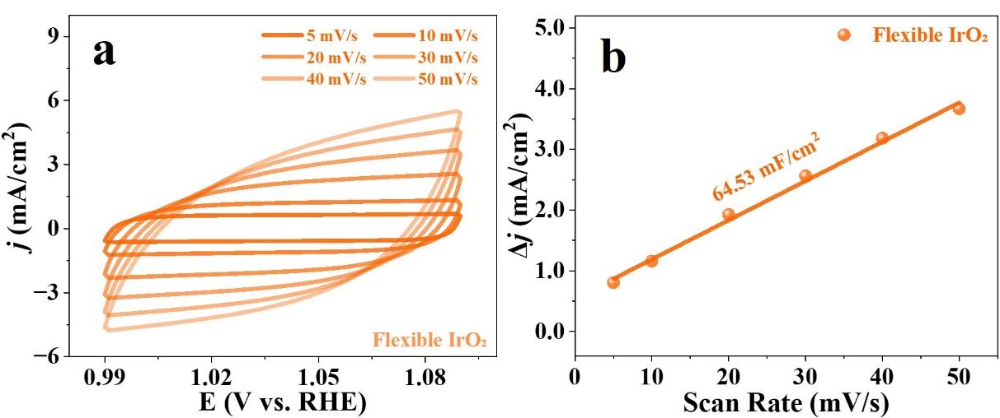 a
5 mV/s 10 mV/s
20 mV/s 30 mV/s
40 mV/s 50 mV/s
9
6
3
0
−3
−6
j (mA/cm²)
Flexible IrO₂
0.99 1.02 1.05 1.08
E (V vs. RHE)
b
Flexible IrO₂
5.0
4.0
3.0
2.0
1.0
0.0
Δj (mA/cm²)
64.53 mF/cm²
0 10 20 30 40 50
Scan Rate (mV/s)